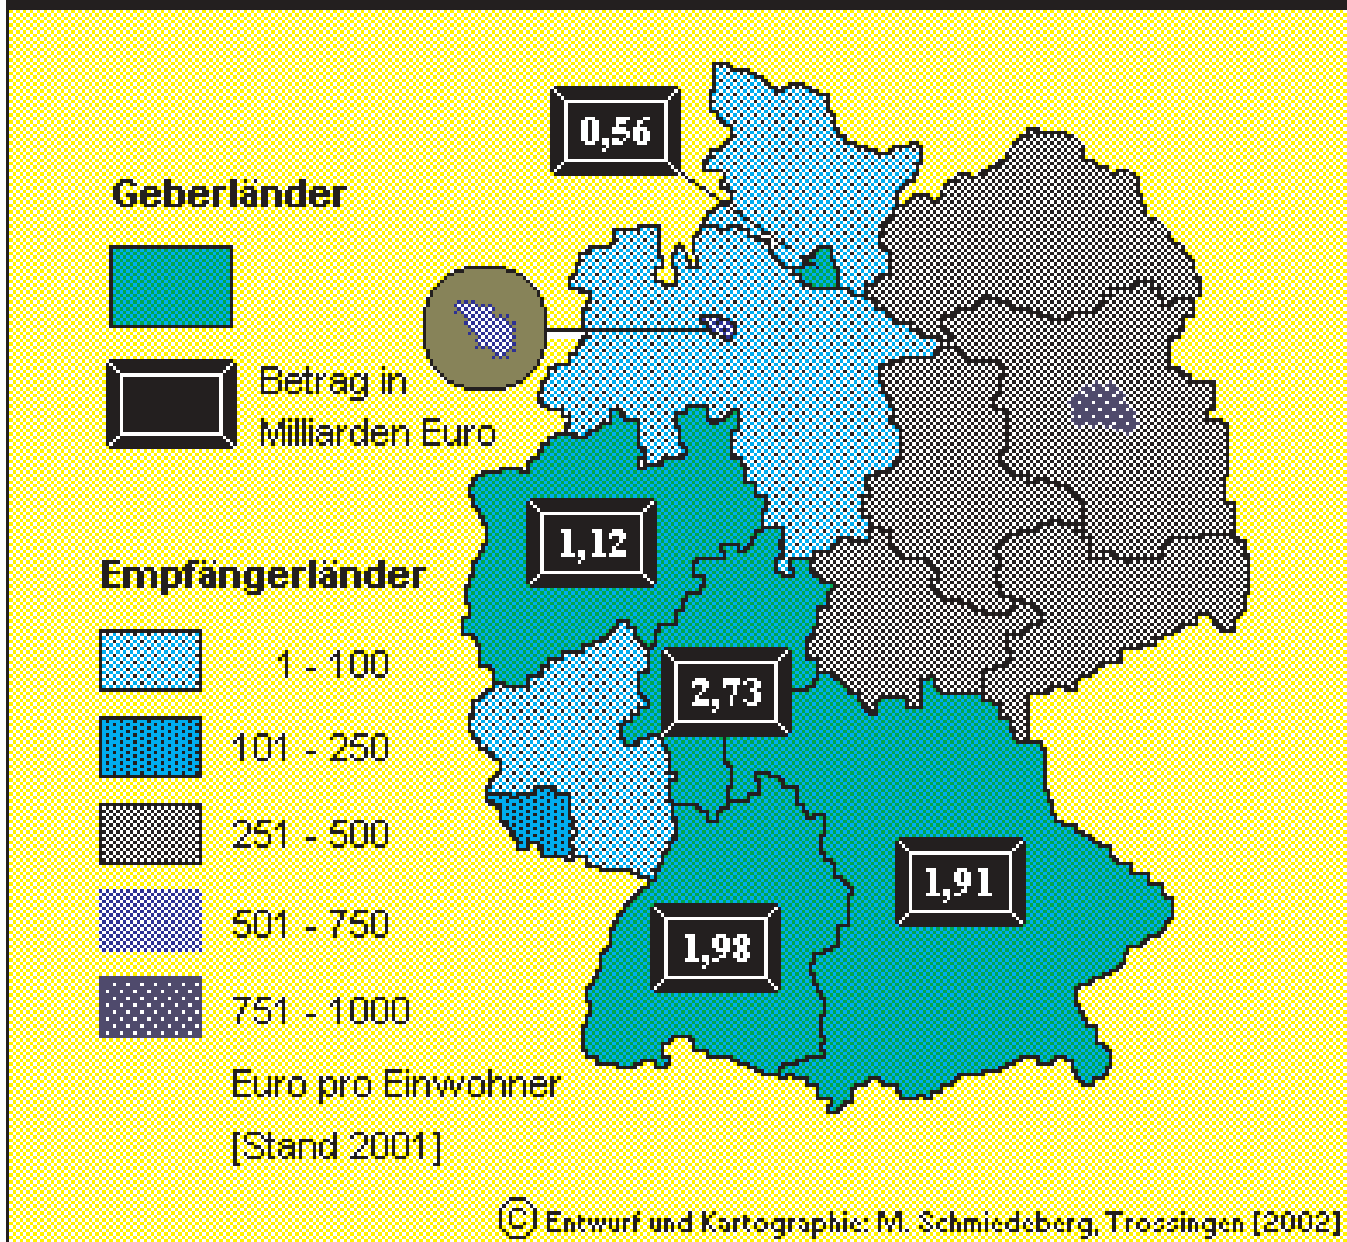 0,56
Geberländer
Betrag in
Milliarden Euro
1,12
Empfängerländer
1 - 100
2,73
101 - 250
251 - 500
1,91
501 - 750
1,98
751 - 1000
Euro pro Einwohner
[Stand 2001]
© Entwurf und Kartographie: M. Schmiedeberg, Trossingen [2002]